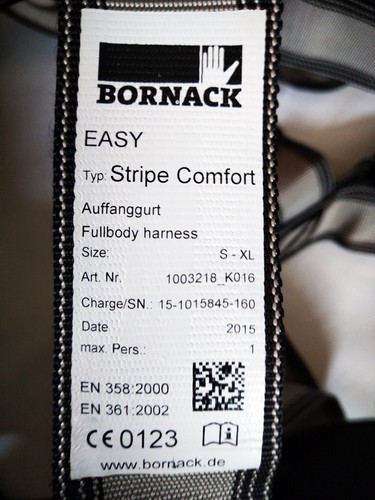 BORNACK
EASY
Typ: Stripe Comfort
Auffanggurt
Fullbody harness
Size: S - XL
Art. Nr. 1003218_K016
Charge/SN.: 15-1015845-160
Date 2015
max. Pers.: 1
EN 358:2000
EN 361:2002
CE 0123
www.bornack.de